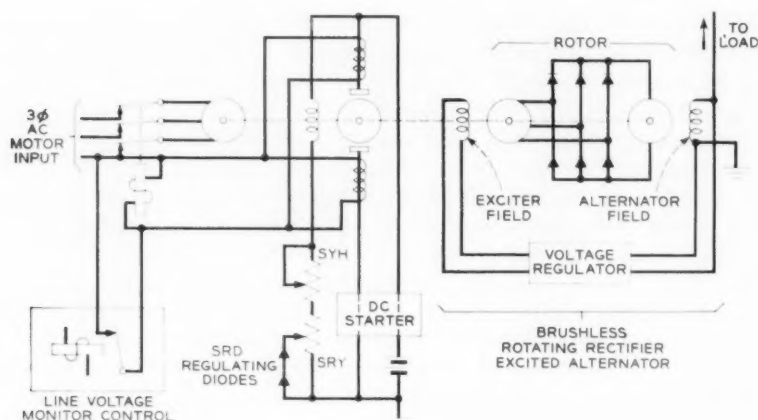 ROTOR
TO
LOAD
3ϕ
AC
MOTOR
INPUT
EXCITER
FIELD
ALTERNATOR
FIELD
SYH
VOLTAGE
REGULATOR
DC
STARTER
SRD
REGULATING
DIODES
SRY
BRUSHLESS
ROTATING RECTIFIER
EXCITED ALTERNATOR
LINE VOLTAGE
MONITOR CONTROL